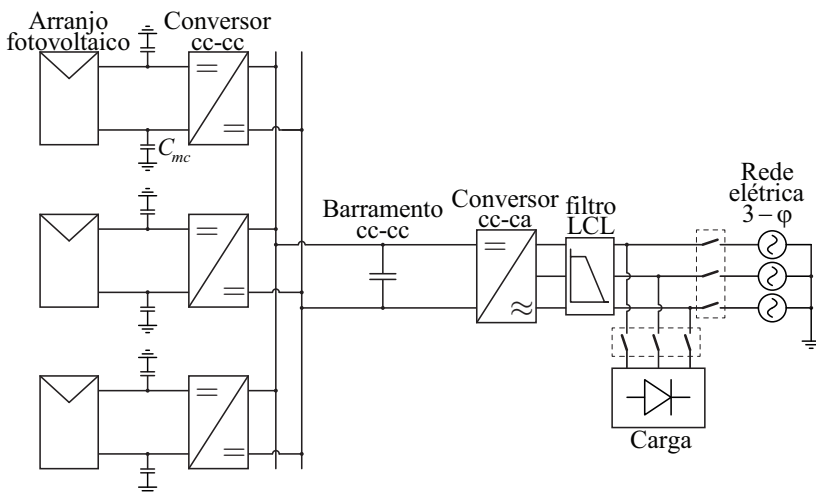 Arranjo
fotovoltaico
Conversor
cc-cc
C_mc
Barramento
cc-cc
Conversor
cc-ca
filtro
LCL
Rede
elétrica
3 – φ
Carga